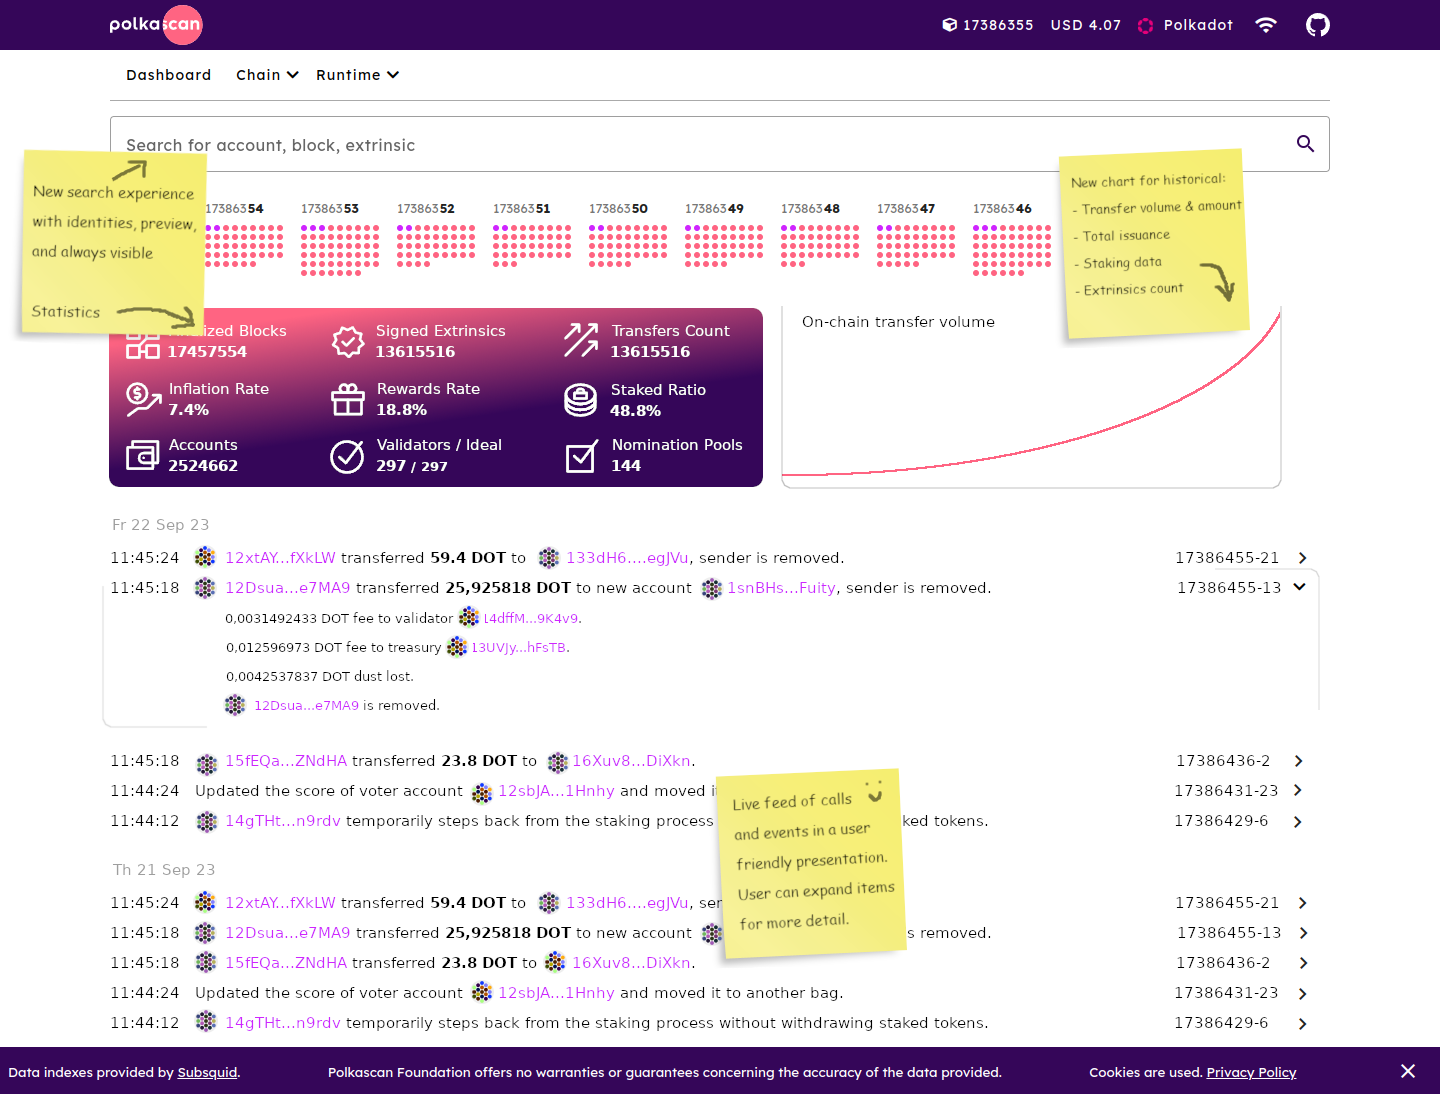 polkascan
17386355 USD 4.07 Polkadot
Dashboard Chain Runtime
Search for account, block, extrinsic
New search experience
with identities, preview,
and always visible
Statistics
New chart for historical:
- Transfer volume & amount
- Total issuance
- Staking data
- Extrinsics count
17386354 17386353 17386352 17386351 17386350 17386349 17386348 17386347 17386346
Blocks
17457554
Signed Extrinsics
13615516
Transfers Count
13615516
Inflation Rate
7.4%
Rewards Rate
18.8%
Staked Ratio
48.8%
Accounts
2524662
Validators / Ideal
297 / 297
Nomination Pools
144
On-chain transfer volume
Fr 22 Sep 23
11:45:24 12xtAY...fXkLW transferred 59.4 DOT to 133dH6....egJVu, sender is removed. 17386455-21
11:45:18 12Dsua...e7MA9 transferred 25,925818 DOT to new account 1snBHs...Fuity, sender is removed. 17386455-13
0,0031492433 DOT fee to validator 14dffM...9K4v9.
0,012596973 DOT fee to treasury 13UVJy...hFsTB.
0,0042537837 DOT dust lost.
12Dsua...e7MA9 is removed.
11:45:18 15fEQa...ZNdHA transferred 23.8 DOT to 16Xuv8...DiXkn. 17386436-2
11:44:24 Updated the score of voter account 12sbJA...1Hnhy and moved 17386431-23
11:44:12 14gTHt...n9rdv temporarily steps back from the staking process tokens. 17386429-6
Live feed of calls
and events in a user
friendly presentation.
User can expand items
for more detail.
Th 21 Sep 23
11:45:24 12xtAY...fXkLW transferred 59.4 DOT to 133dH6....egJVu, 17386455-21
11:45:18 12Dsua...e7MA9 transferred 25,925818 DOT to new account removed. 17386455-13
11:45:18 15fEQa...ZNdHA transferred 23.8 DOT to 16Xuv8...DiXkn. 17386436-2
11:44:24 Updated the score of voter account 12sbJA...1Hnhy and moved it to another bag. 17386431-23
11:44:12 14gTHt...n9rdv temporarily steps back from the staking process without withdrawing staked tokens. 17386429-6
Data indexes provided by Subsquid. Polkascan Foundation offers no warranties or guarantees concerning the accuracy of the data provided. Cookies are used. Privacy Policy